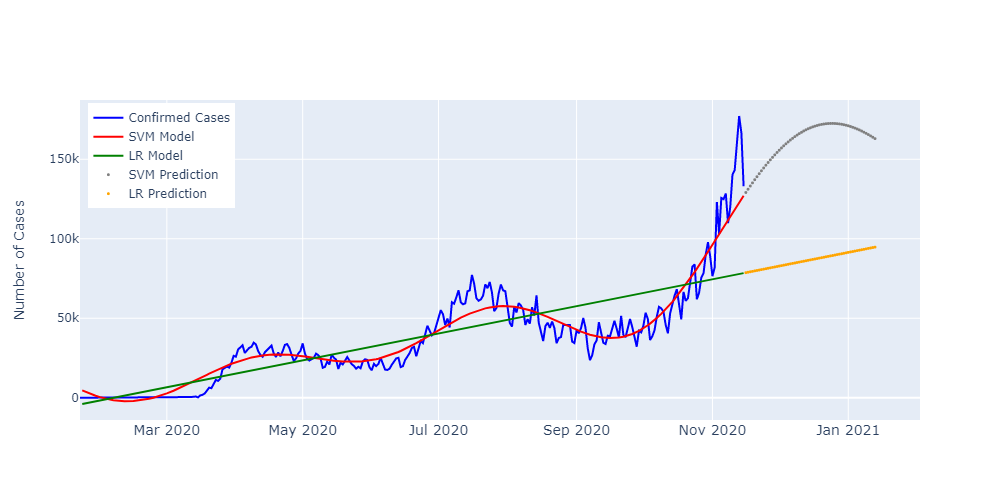 Confirmed Cases
SVM Model
LR Model
SVM Prediction
LR Prediction
150k
100k
50k
0
Number of Cases
Mar 2020
May 2020
Jul 2020
Sep 2020
Nov 2020
Jan 2021